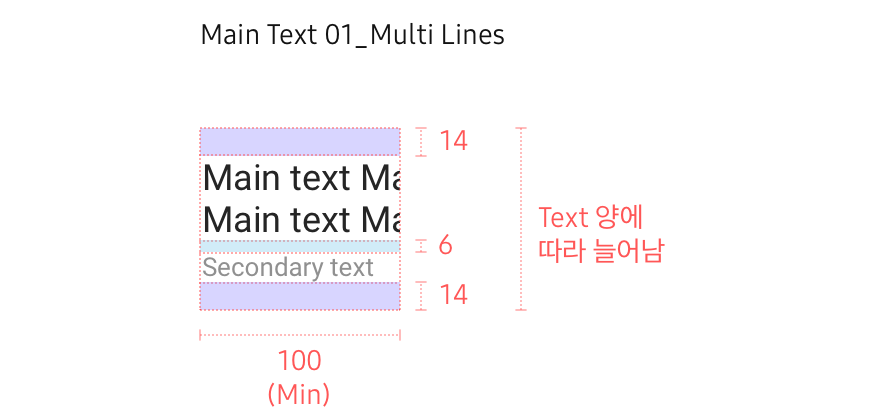 Main Text 01_Multi Lines
14
Main text Ma
Main text Ma
6
Secondary text
14
Text 양에
따라 늘어남
100
(Min)